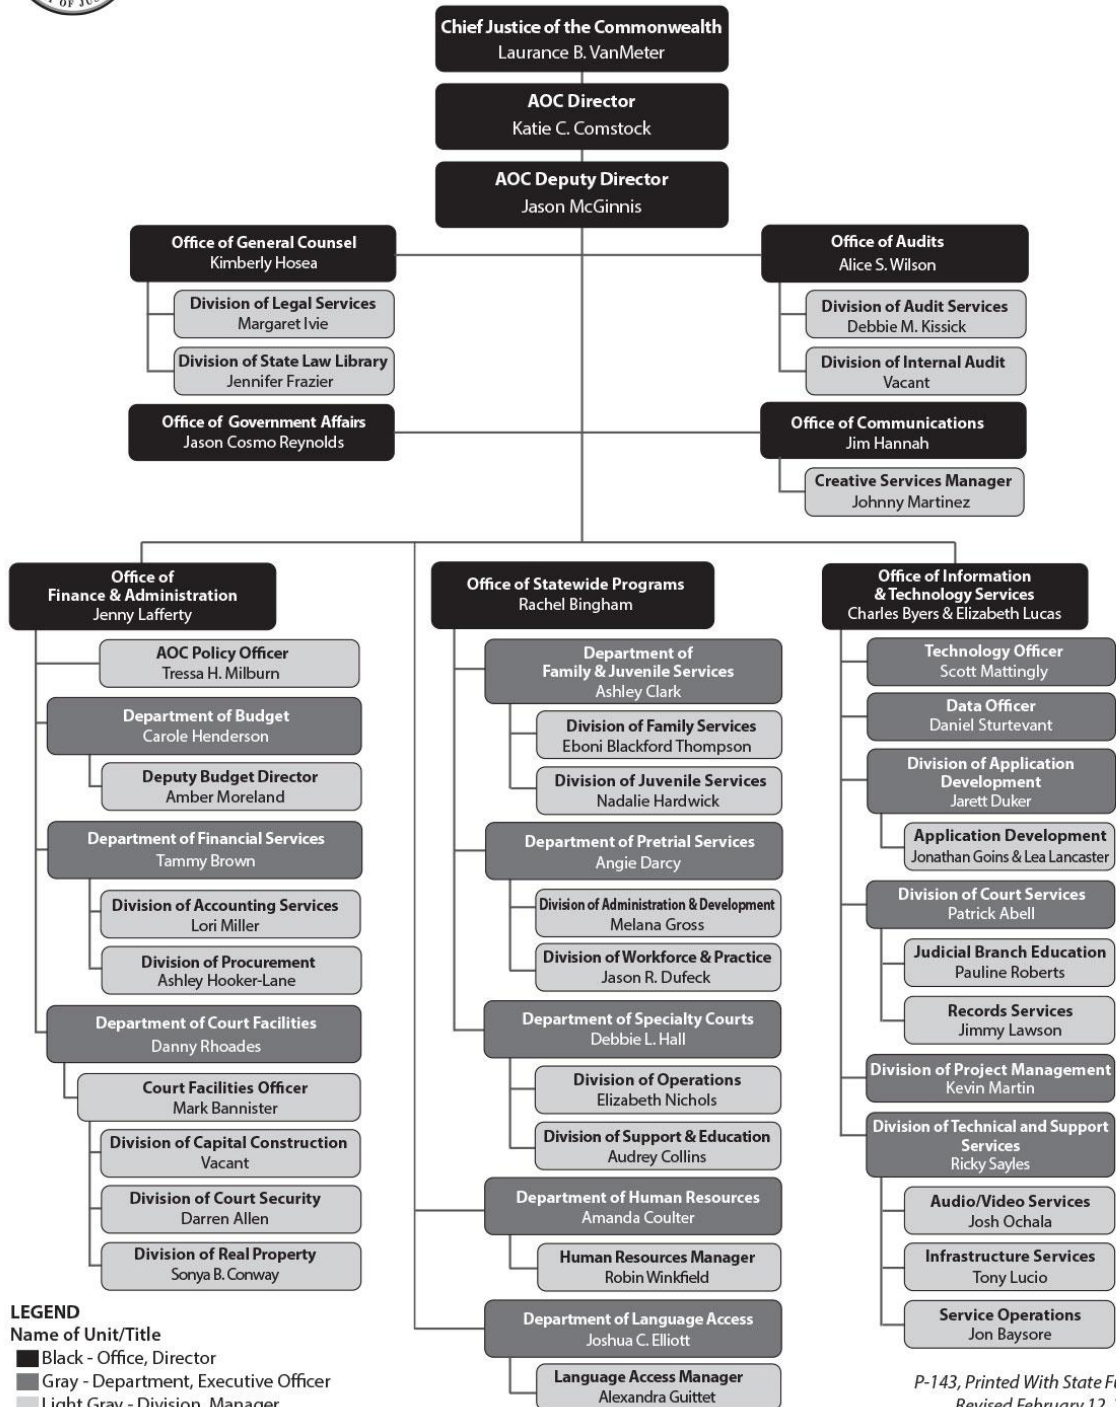 OF JUS
Chief Justice of the Commonwealth
Laurance B. VanMeter
AOC Director
Katie C. Comstock
AOC Deputy Director
Jason McGinnis
Office of General Counsel
Kimberly Hosea
Division of Legal Services
Margaret Ivie
Division of State Law Library
Jennifer Frazier
Office of Government Affairs
Jason Cosmo Reynolds
Office of Audits
Alice S. Wilson
Division of Audit Services
Debbie M. Kissick
Division of Internal Audit
Vacant
Office of Communications
Jim Hannah
Creative Services Manager
Johnny Martinez
Office of
Finance & Administration
Jenny Lafferty
AOC Policy Officer
Tressa H. Milburn
Department of Budget
Carole Henderson
Deputy Budget Director
Amber Moreland
Department of Financial Services
Tammy Brown
Division of Accounting Services
Lori Miller
Division of Procurement
Ashley Hooker-Lane
Department of Court Facilities
Danny Rhoades
Court Facilities Officer
Mark Bannister
Division of Capital Construction
Vacant
Division of Court Security
Darren Allen
Division of Real Property
Sonya B. Conway
Office of Statewide Programs
Rachel Bingham
Department of
Family & Juvenile Services
Ashley Clark
Division of Family Services
Eboni Blackford Thompson
Division of Juvenile Services
Nadalie Hardwick
Department of Pretrial Services
Angie Darcy
Division of Administration & Development
Melana Gross
Division of Workforce & Practice
Jason R. Dufeck
Department of Specialty Courts
Debbie L. Hall
Division of Operations
Elizabeth Nichols
Division of Support & Education
Audrey Collins
Department of Human Resources
Amanda Coulter
Human Resources Manager
Robin Winkfield
Department of Language Access
Joshua C. Elliott
Language Access Manager
Alexandra Guittet
Office of Information
& Technology Services
Charles Byers & Elizabeth Lucas
Technology Officer
Scott Mattingly
Data Officer
Daniel Sturtevant
Division of Application
Development
Jarett Duker
Application Development
Jonathan Goins & Lea Lancaster
Division of Court Services
Patrick Abell
Judicial Branch Education
Pauline Roberts
Records Services
Jimmy Lawson
Division of Project Management
Kevin Martin
Division of Technical and Support
Services
Ricky Sayles
Audio/Video Services
Josh Ochala
Infrastructure Services
Tony Lucio
Service Operations
Jon Baysore
LEGEND
Name of Unit/Title
Black - Office, Director
Gray - Department, Executive Officer
Light Gray - Division, Manager
P-143, Printed With State
Revised February 12,